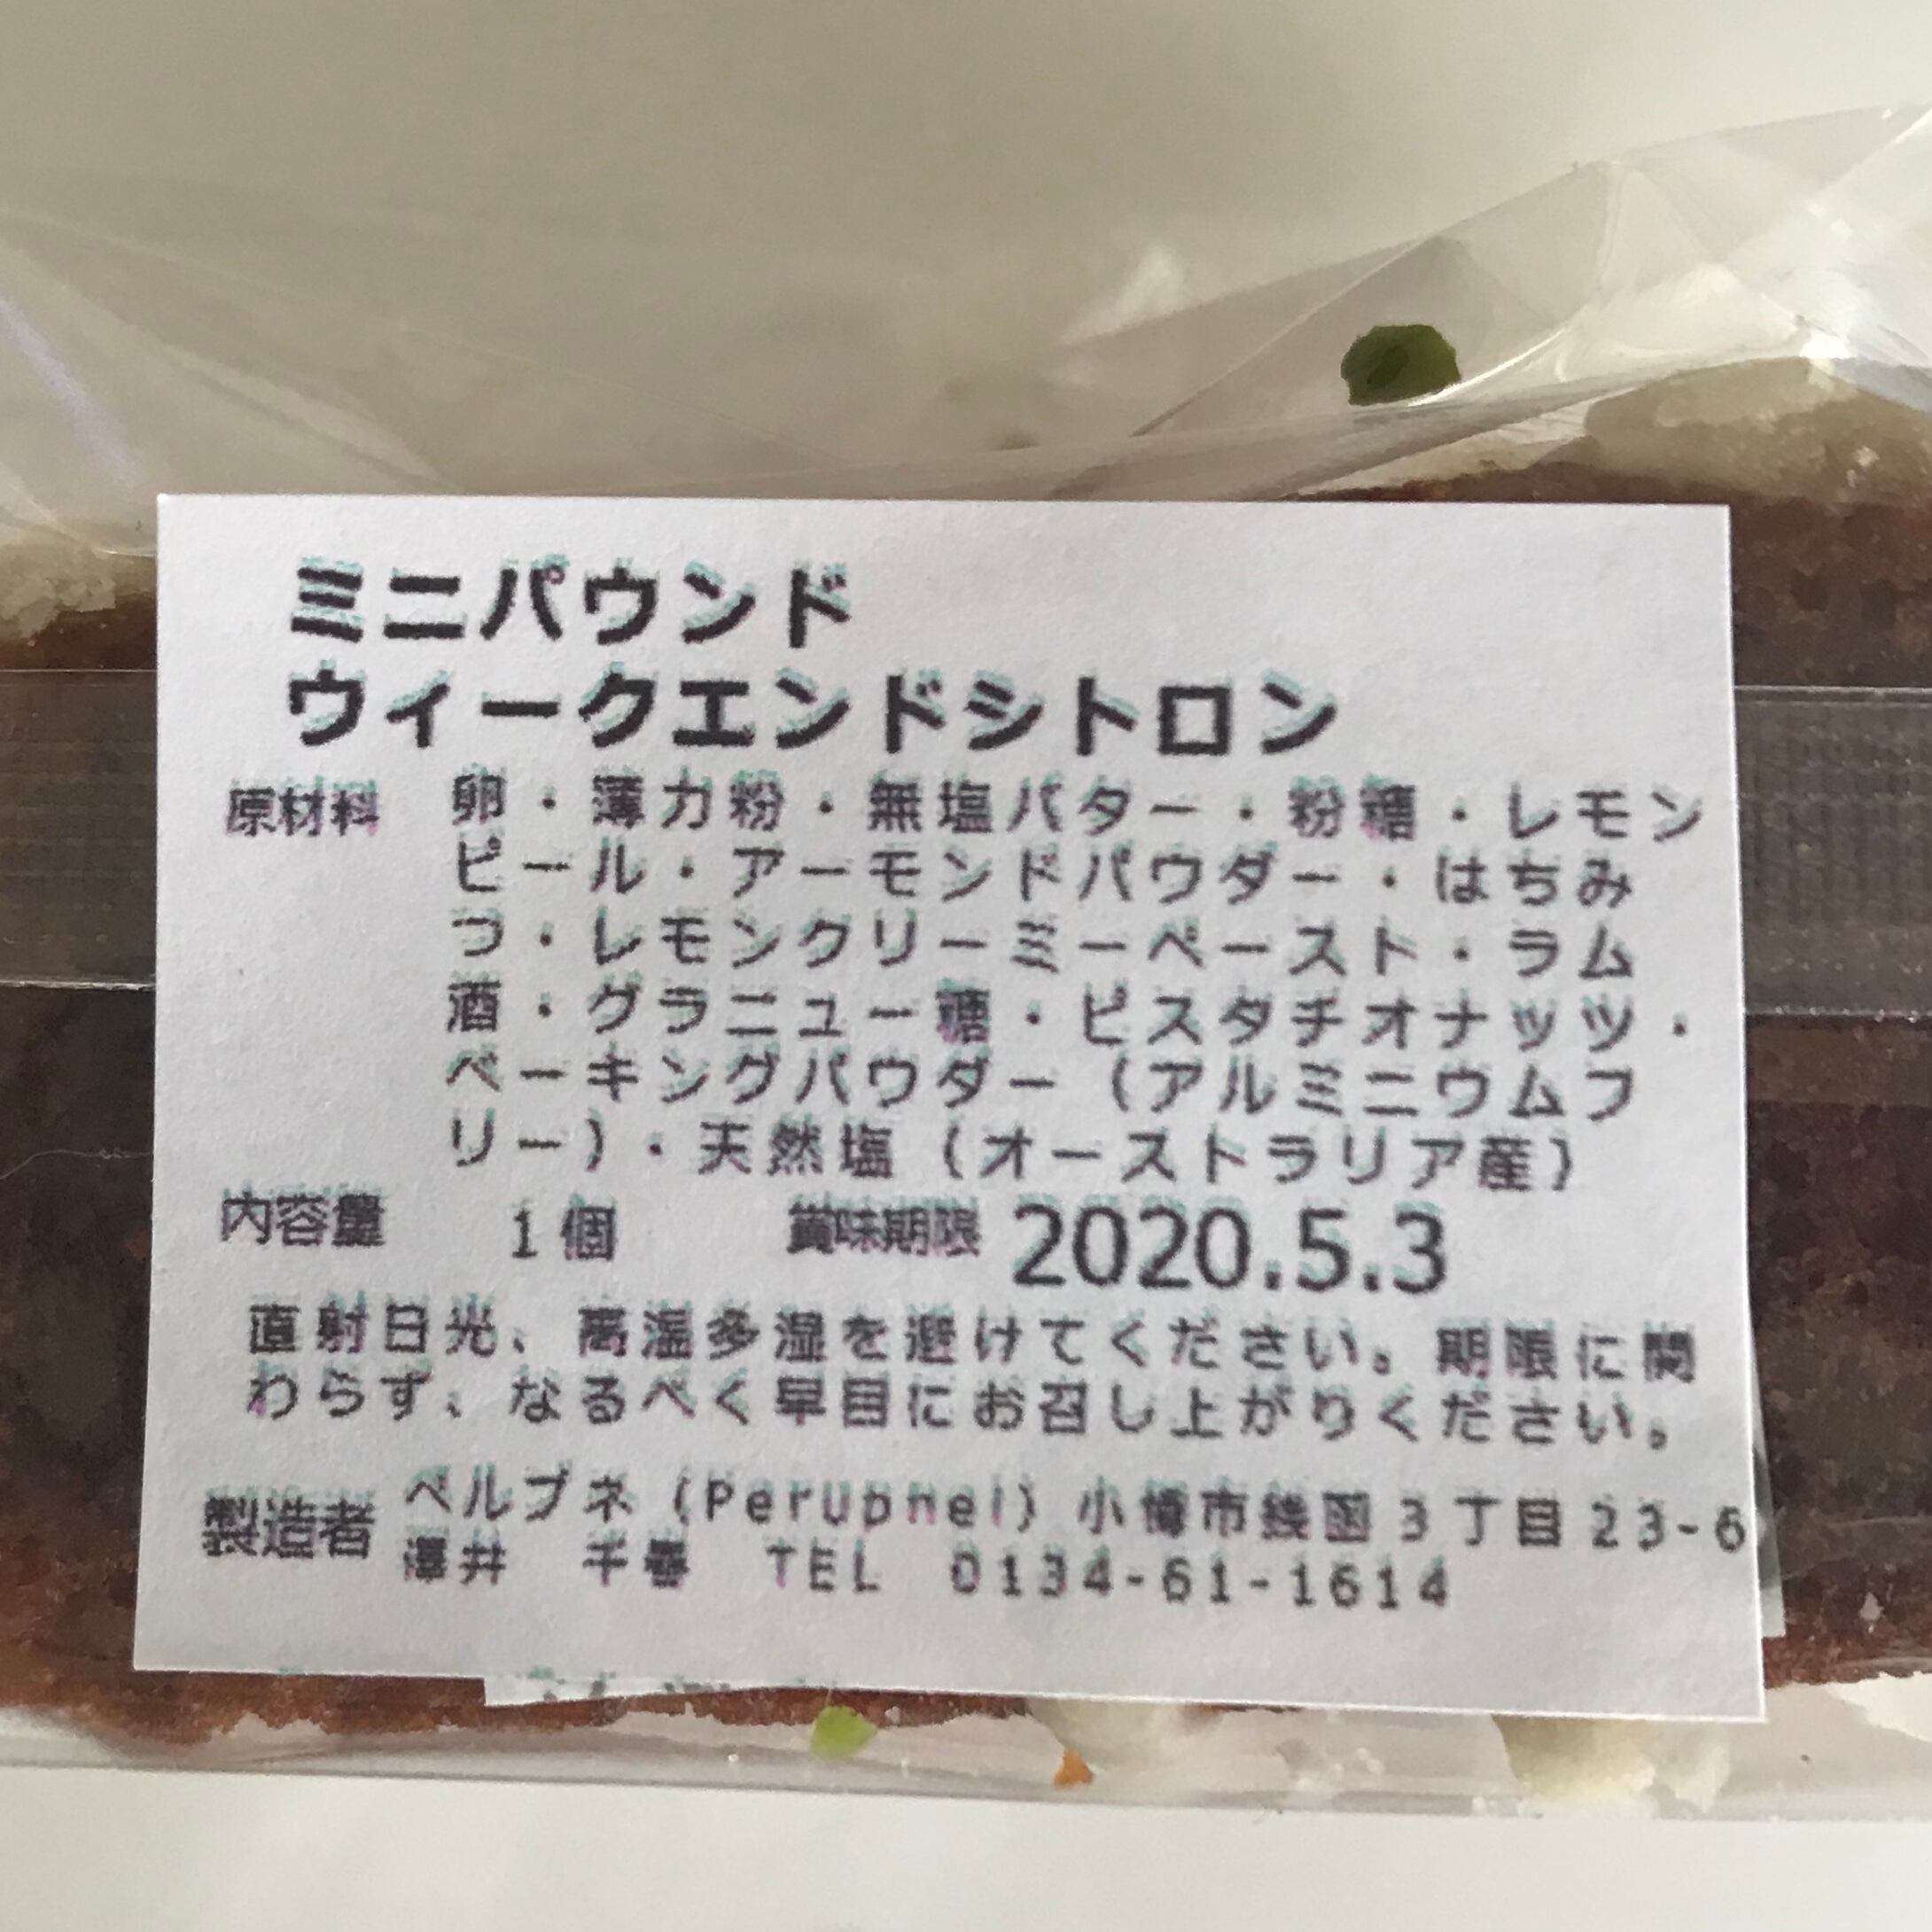 ミニパウンド
ウィークエンドシトロン
原材料 卵・薄力粉・無塩バター・粉糖・レモン
ピール・アーモンドパウダー・はちみ
つ・レモンクリーミーペースト・ラム
酒・グラニュー糖・ピスタチオナッツ・
ベーキングパウダー（アルミニウムフ
リー）・天然塩（オーストラリア産）
内容量 1個 賞味期限 2020.5.3
直射日光、高温多湿を避けてください。期限に関
わらず、なるべく早目にお召し上がりください。
製造者 ペルプネ（Perupnel）小樽市銭函3丁目23-6
澤井 千春 TEL 0134-61-1614